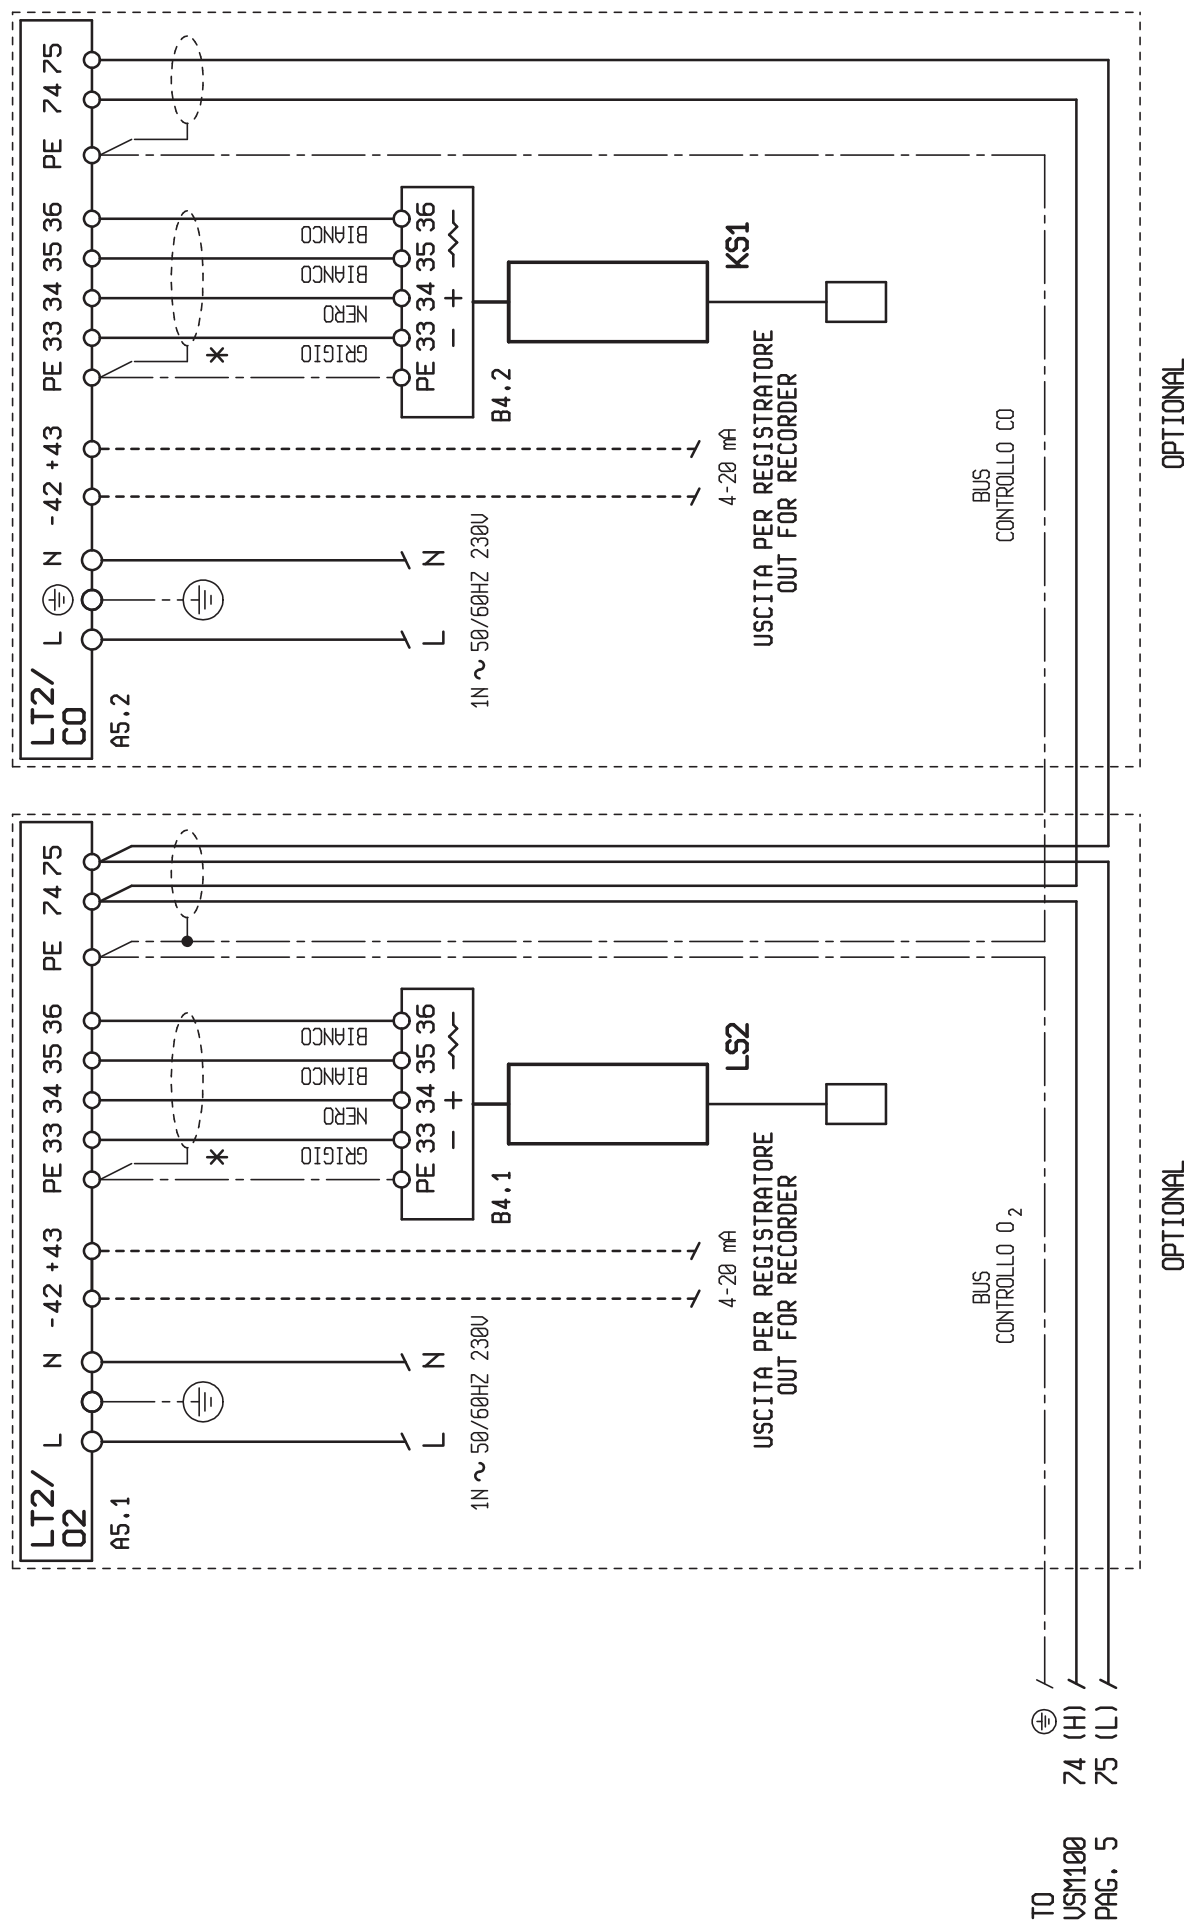 LT2/
O2
L N -42 +43 PE 33 34 35 36 PE 74 75
A5.1
GRIGIO
NERO
BIANCO
BIANCO
L N
1N ~ 50/60HZ 230V
PE 33 34 35 36
- +
B4.1
4-20 mA
USCITA PER REGISTRATORE
OUT FOR RECORDER
LS2
BUS
CONTROLLO O2
OPTIONAL
LT2/
CO
L N -42 +43 PE 33 34 35 36 PE 74 75
A5.2
GRIGIO
NERO
BIANCO
BIANCO
L N
1N ~ 50/60HZ 230V
PE 33 34 35 36
- +
B4.2
4-20 mA
USCITA PER REGISTRATORE
OUT FOR RECORDER
KS1
BUS
CONTROLLO CO
OPTIONAL
TO
VSM100 74 (H)
PAG. 5 75 (L)